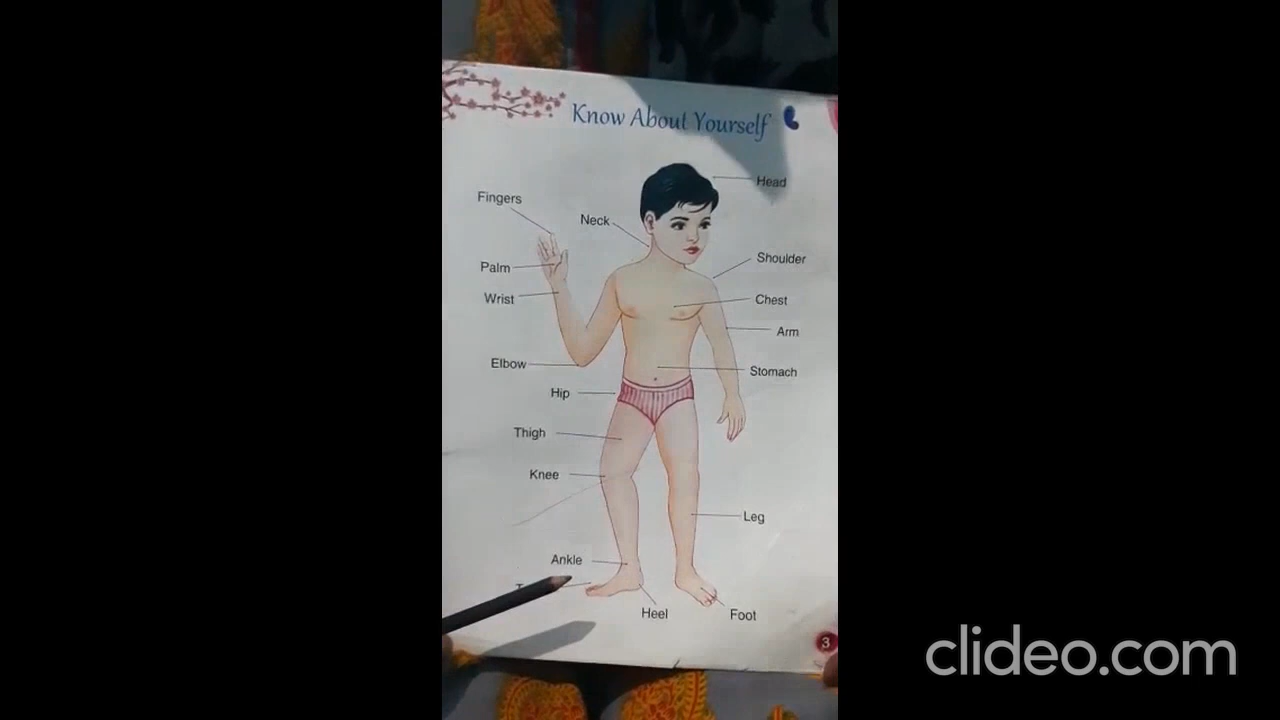 Know About Yourself
Head
Fingers
Neck
Shoulder
Palm
Wrist
Chest
Arm
Elbow
Stomach
Hip
Thigh
Knee
Leg
Ankle
Heel
Foot
3
clideo.com